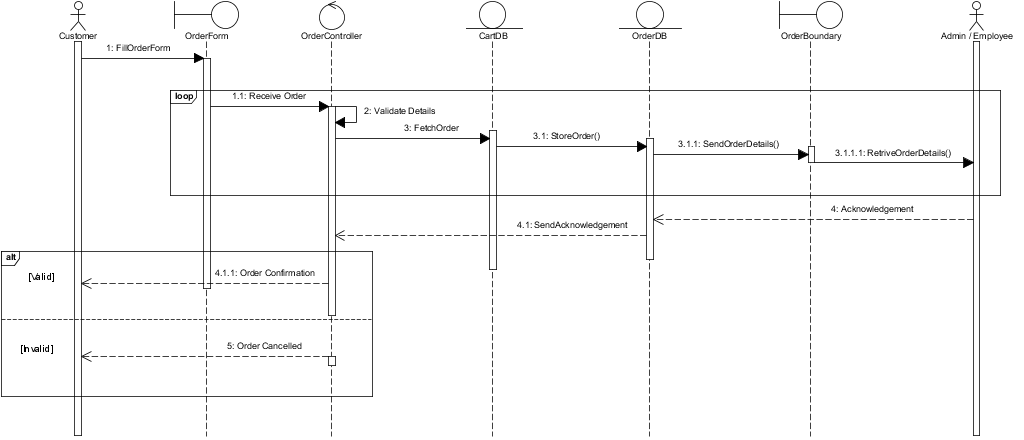 Customer
OrderForm
OrderController
CartDB
OrderDB
OrderBoundary
Admin / Employee
1: FillOrderForm
loop
1.1: Receive Order
2: Validate Details
3: FetchOrder
3.1: StoreOrder()
3.1.1: SendOrderDetails()
3.1.1.1: RetriveOrderDetails()
4: Acknowledgement
4.1: SendAcknowledgement
alt
[Valid]
4.1.1: Order Confirmation
[Invalid]
5: Order Cancelled